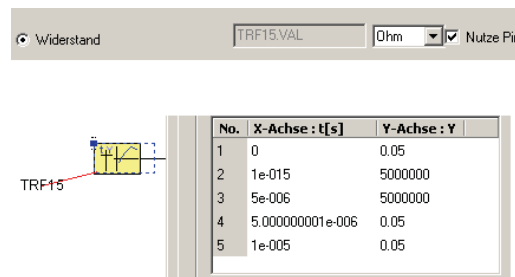 Widerstand TRF15.VAL Ohm Nutze Pi
No. X-Achse : t[s] Y-Achse : Y
1 0 0.05
2 1e-015 5000000
TRF15
3 5e-006 5000000
4 5.000000001e-006 0.05
5 1e-005 0.05